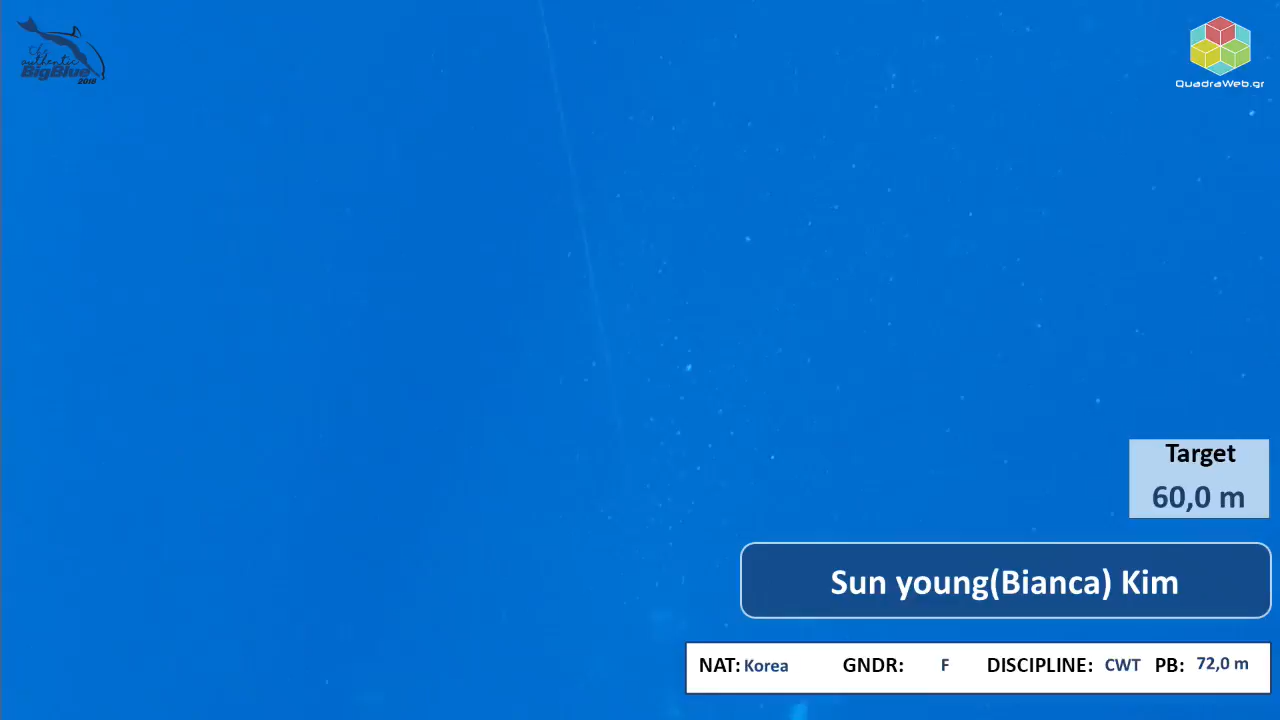 the
authentic
BigBlue
2018
QuadraWeb.gr
Target
60,0 m
Sun young(Bianca) Kim
NAT: Korea GNDR: F DISCIPLINE: CWT PB: 72,0 m